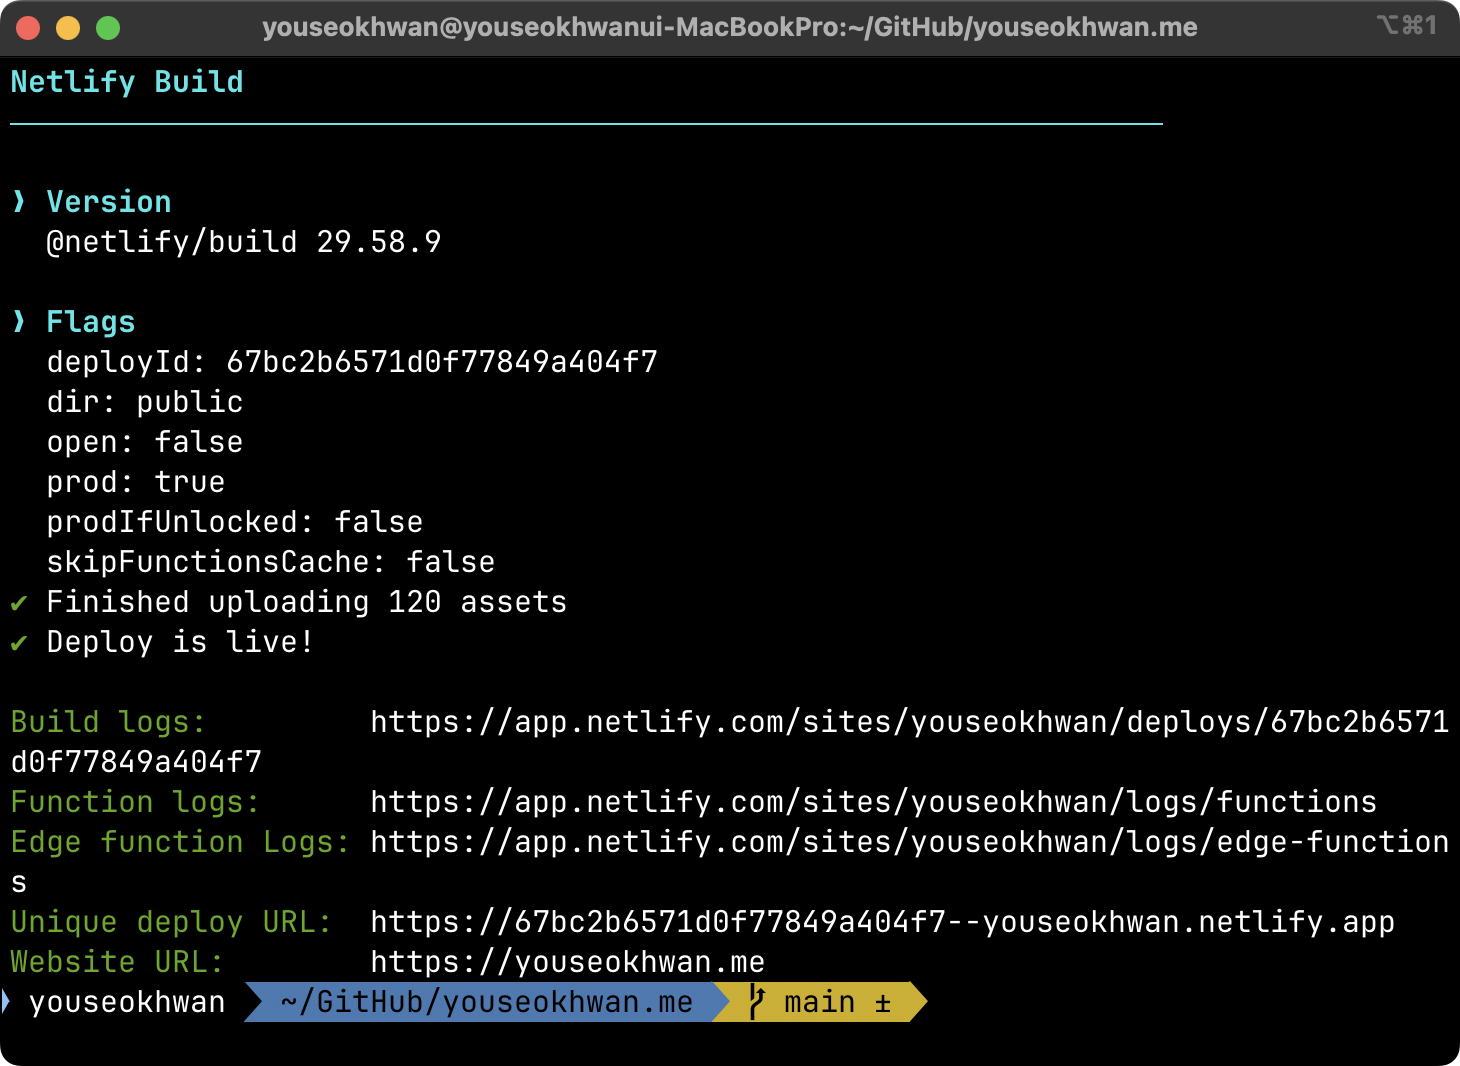 youseokhwan@youseokhwanui-MacBookPro:~/GitHub/youseokhwan.me ⌥⌘1
Netlify Build
❯ Version
@netlify/build 29.58.9
❯ Flags
deployId: 67bc2b6571d0f77849a404f7
dir: public
open: false
prod: true
prodIfUnlocked: false
skipFunctionsCache: false
✔ Finished uploading 120 assets
✔ Deploy is live!
Build logs: https://app.netlify.com/sites/youseokhwan/deploys/67bc2b6571
d0f77849a404f7
Function logs: https://app.netlify.com/sites/youseokhwan/logs/functions
Edge function Logs: https://app.netlify.com/sites/youseokhwan/logs/edge-function
s
Unique deploy URL: https://67bc2b6571d0f77849a404f7--youseokhwan.netlify.app
Website URL: https://youseokhwan.me
youseokhwan ~/GitHub/youseokhwan.me main ±